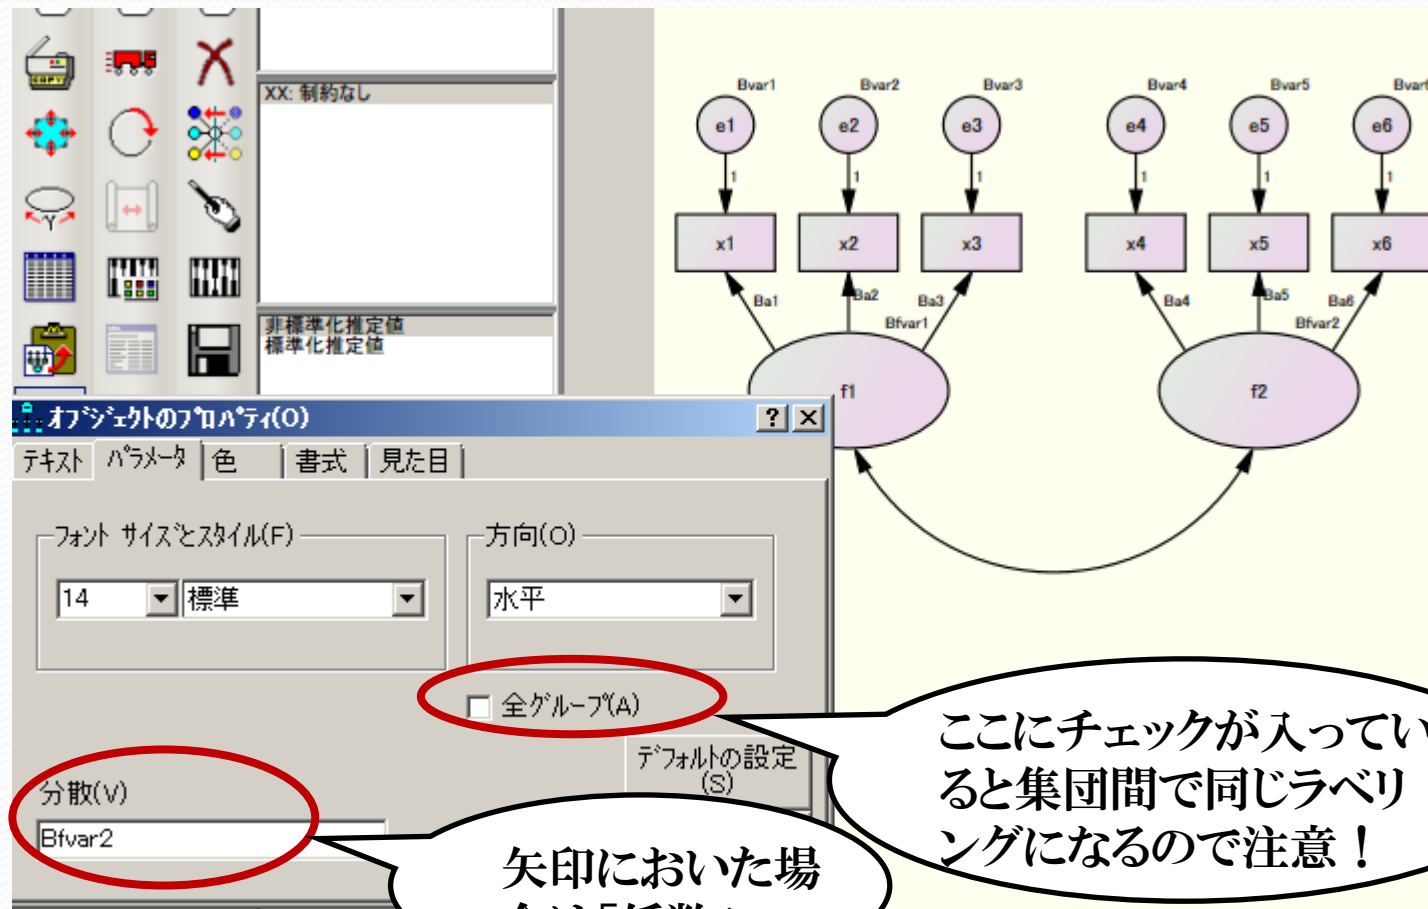 XX: 制約なし
非標準化推定値
標準化推定値
Bvar1 Bvar2 Bvar3 Bvar4 Bvar5 Bvar6
e1 e2 e3 e4 e5 e6
1 1 1 1 1 1
x1 x2 x3 x4 x5 x6
Ba1 Ba2 Ba3 Ba4 Ba5 Ba6
Bfvar1 Bfvar2
f1 f2
オブジェクトのプロパティ(O)
テキスト パラメータ 色 書式 見た目
フォント サイズとスタイル(F) 方向(O)
14 標準 水平
全グループ(A)
デフォルトの設定
(S)
分散(V)
Bfvar2
ここにチェックが入ってい
ると集団間で同じラベリ
ングになるので注意！
矢印においた場